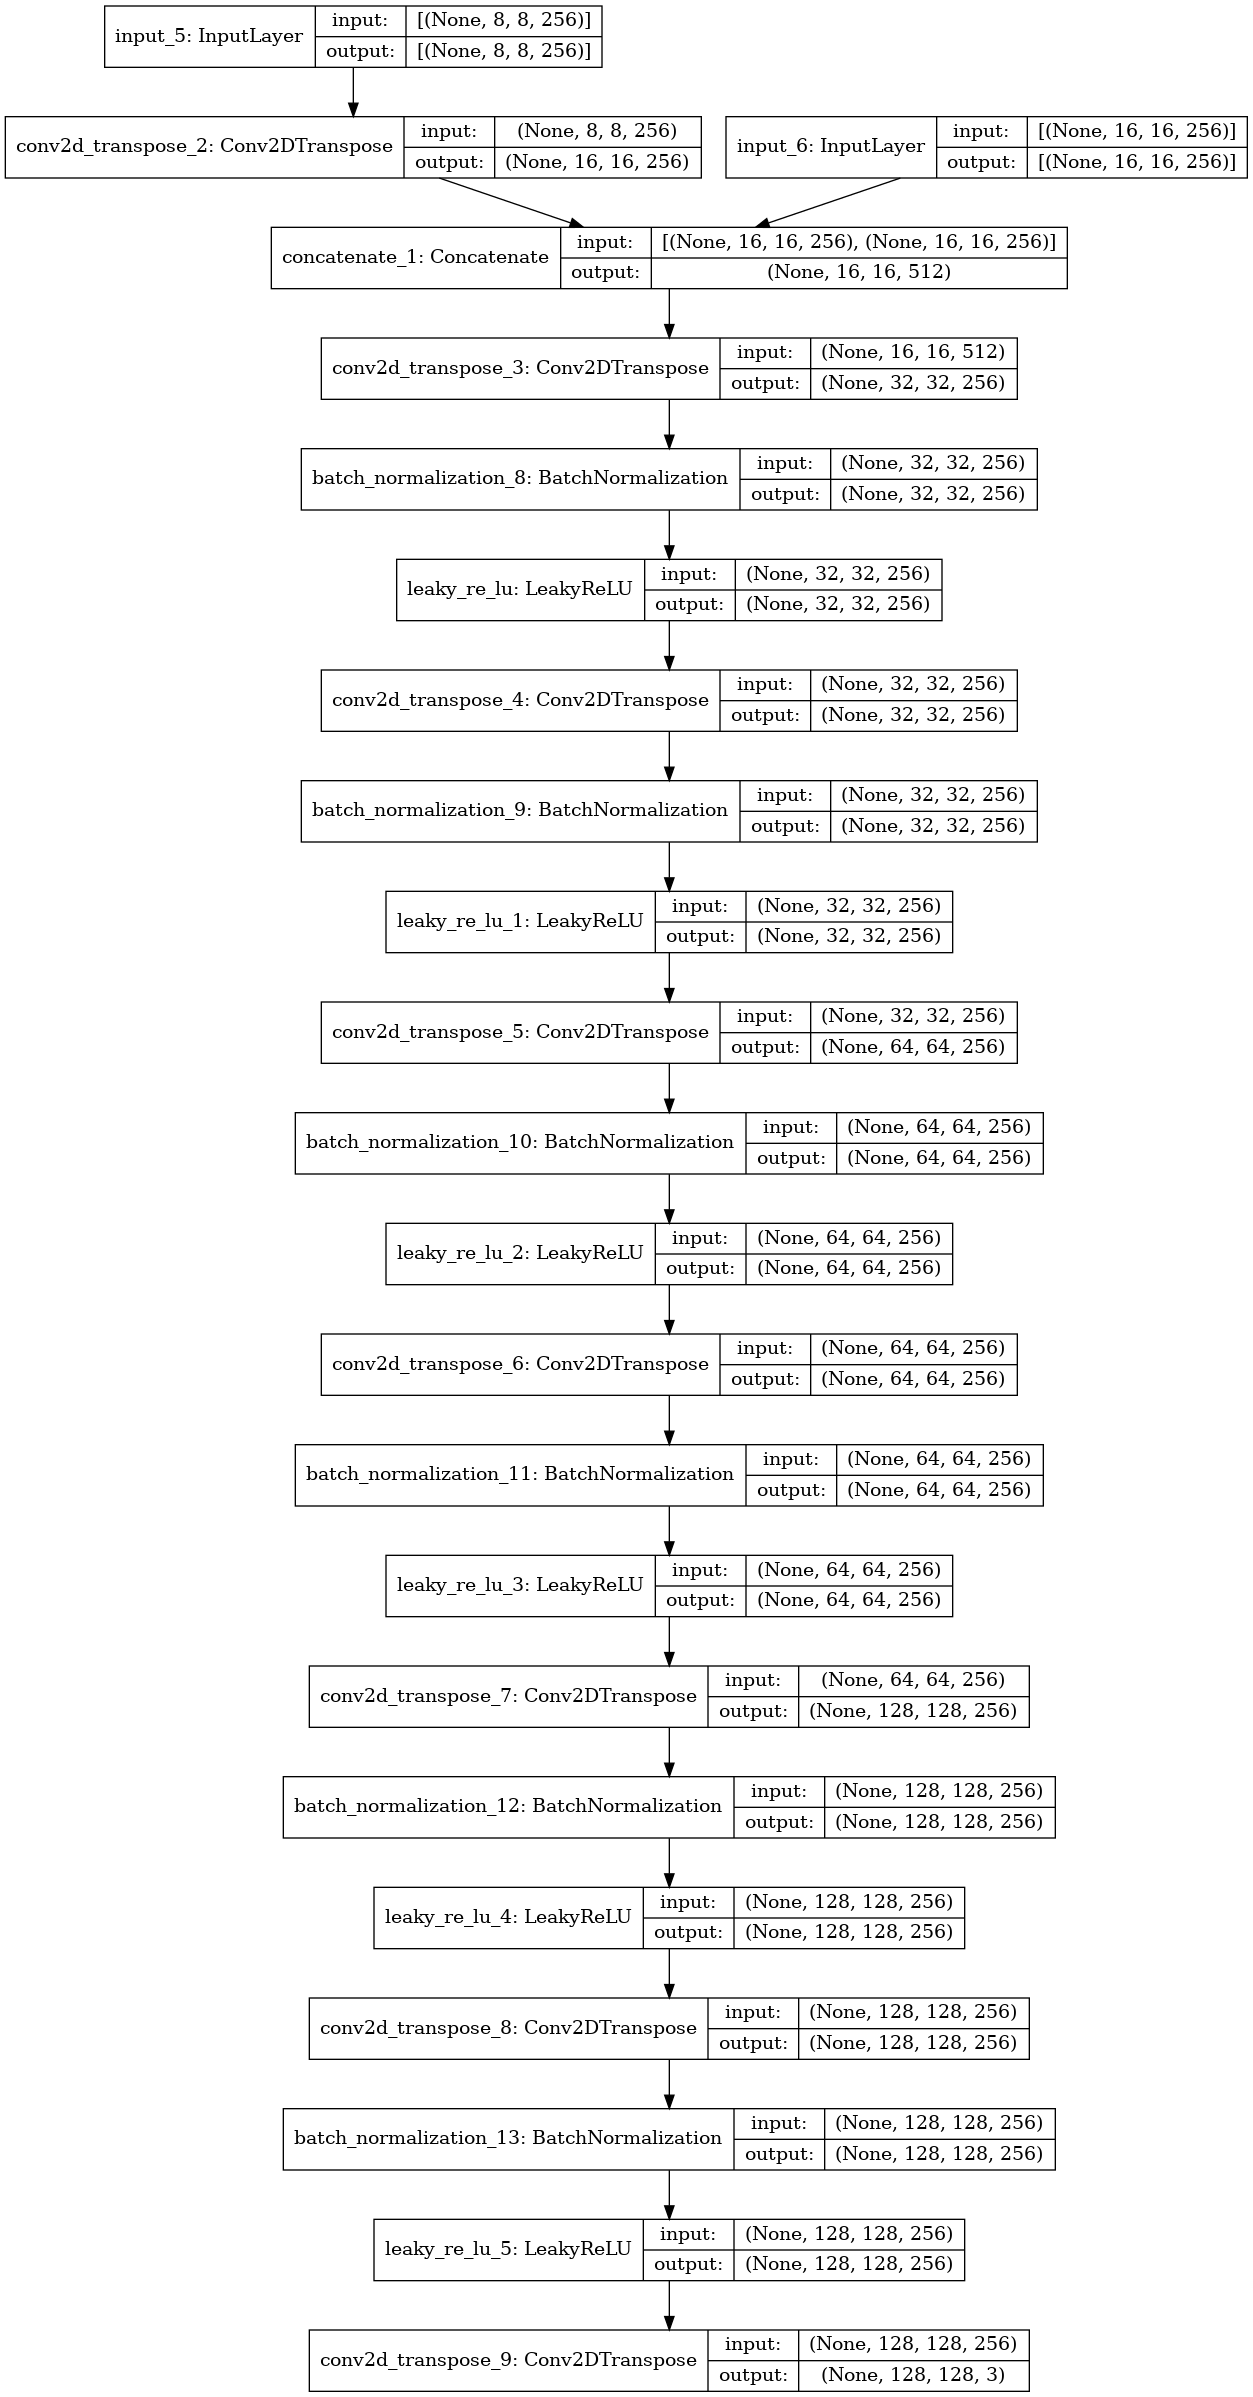 input_5: InputLayer
input: [(None, 8, 8, 256)]
output: [(None, 8, 8, 256)]
conv2d_transpose_2: Conv2DTranspose
input: (None, 8, 8, 256)
output: (None, 16, 16, 256)
input_6: InputLayer
input: [(None, 16, 16, 256)]
output: [(None, 16, 16, 256)]
concatenate_1: Concatenate
input: [(None, 16, 16, 256), (None, 16, 16, 256)]
output: (None, 16, 16, 512)
conv2d_transpose_3: Conv2DTranspose
input: (None, 16, 16, 512)
output: (None, 32, 32, 256)
batch_normalization_8: BatchNormalization
input: (None, 32, 32, 256)
output: (None, 32, 32, 256)
leaky_re_lu: LeakyReLU
input: (None, 32, 32, 256)
output: (None, 32, 32, 256)
conv2d_transpose_4: Conv2DTranspose
input: (None, 32, 32, 256)
output: (None, 32, 32, 256)
batch_normalization_9: BatchNormalization
input: (None, 32, 32, 256)
output: (None, 32, 32, 256)
leaky_re_lu_1: LeakyReLU
input: (None, 32, 32, 256)
output: (None, 32, 32, 256)
conv2d_transpose_5: Conv2DTranspose
input: (None, 32, 32, 256)
output: (None, 64, 64, 256)
batch_normalization_10: BatchNormalization
input: (None, 64, 64, 256)
output: (None, 64, 64, 256)
leaky_re_lu_2: LeakyReLU
input: (None, 64, 64, 256)
output: (None, 64, 64, 256)
conv2d_transpose_6: Conv2DTranspose
input: (None, 64, 64, 256)
output: (None, 64, 64, 256)
batch_normalization_11: BatchNormalization
input: (None, 64, 64, 256)
output: (None, 64, 64, 256)
leaky_re_lu_3: LeakyReLU
input: (None, 64, 64, 256)
output: (None, 64, 64, 256)
conv2d_transpose_7: Conv2DTranspose
input: (None, 64, 64, 256)
output: (None, 128, 128, 256)
batch_normalization_12: BatchNormalization
input: (None, 128, 128, 256)
output: (None, 128, 128, 256)
leaky_re_lu_4: LeakyReLU
input: (None, 128, 128, 256)
output: (None, 128, 128, 256)
conv2d_transpose_8: Conv2DTranspose
input: (None, 128, 128, 256)
output: (None, 128, 128, 256)
batch_normalization_13: BatchNormalization
input: (None, 128, 128, 256)
output: (None, 128, 128, 256)
leaky_re_lu_5: LeakyReLU
input: (None, 128, 128, 256)
output: (None, 128, 128, 256)
conv2d_transpose_9: Conv2DTranspose
input: (None, 128, 128, 256)
output: (None, 128, 128, 3)